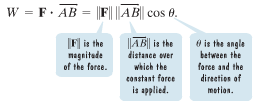 W = F · AB = ||F|| ||AB|| cos θ.
||F|| is the
magnitude
of the force.
||AB|| is the
distance over
which the
constant force
is applied.
θ is the angle
between the
force and the
direction of
motion.